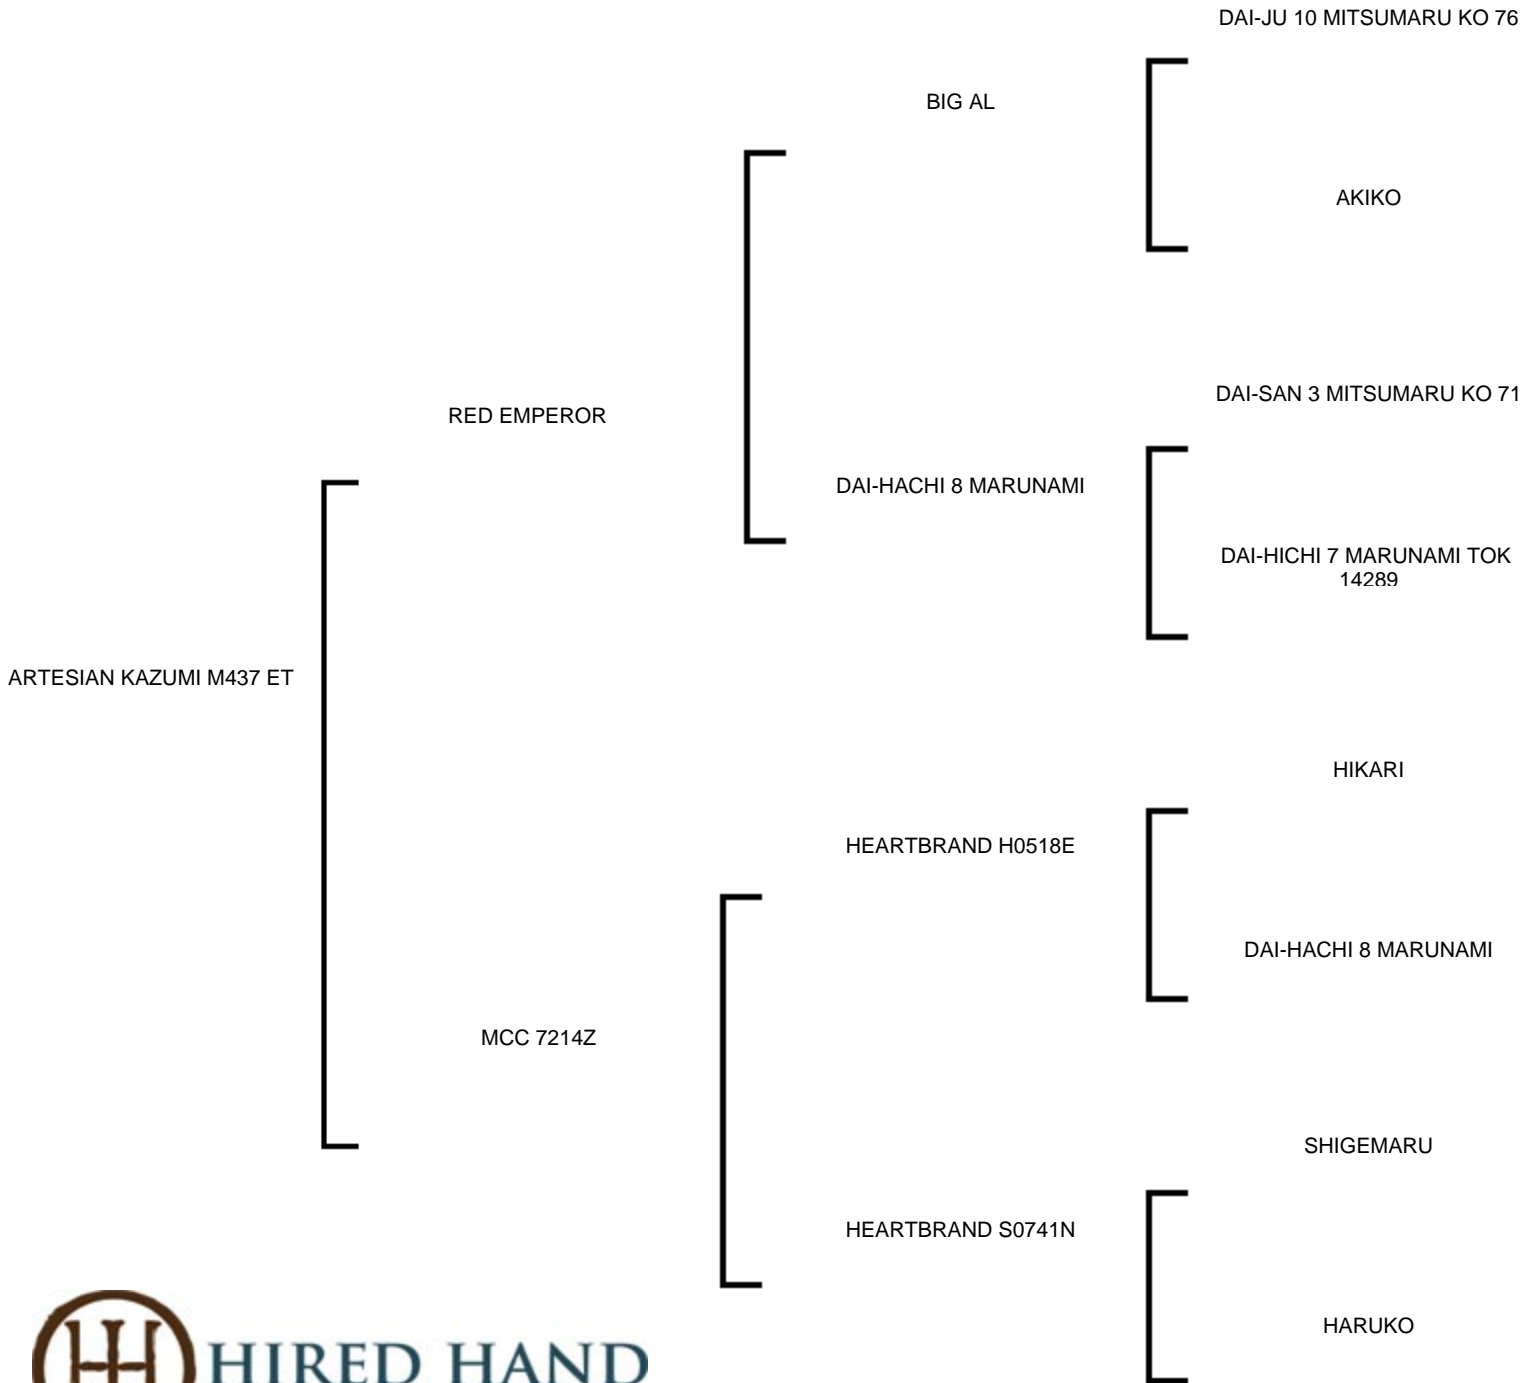 DAI-JU 10 MITSUMARU KO 76
BIG AL
AKIKO
DAI-SAN 3 MITSUMARU KO 71
RED EMPEROR
DAI-HACHI 8 MARUNAMI
DAI-HICHI 7 MARUNAMI TOK
14289
ARTESIAN KAZUMI M437 ET
HIKARI
HEARTBRAND H0518E
DAI-HACHI 8 MARUNAMI
MCC 7214Z
SHIGEMARU
HEARTBRAND S0741N
HARUKO
HIRED HAND